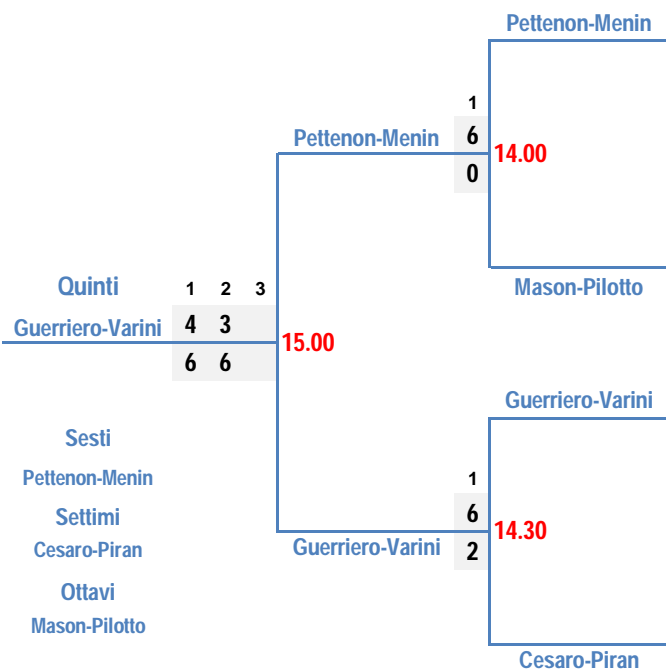 Pettenon-Menin
1
6
Pettenon-Menin
14.00
0
Quinti 1 2 3
Mason-Pilotto
Guerriero-Varini 4 3
15.00
6 6
Guerriero-Varini
Sesti
Pettenon-Menin
1
Settimi
6
14.30
Cesaro-Piran
Guerriero-Varini
2
Ottavi
Mason-Pilotto
Cesaro-Piran